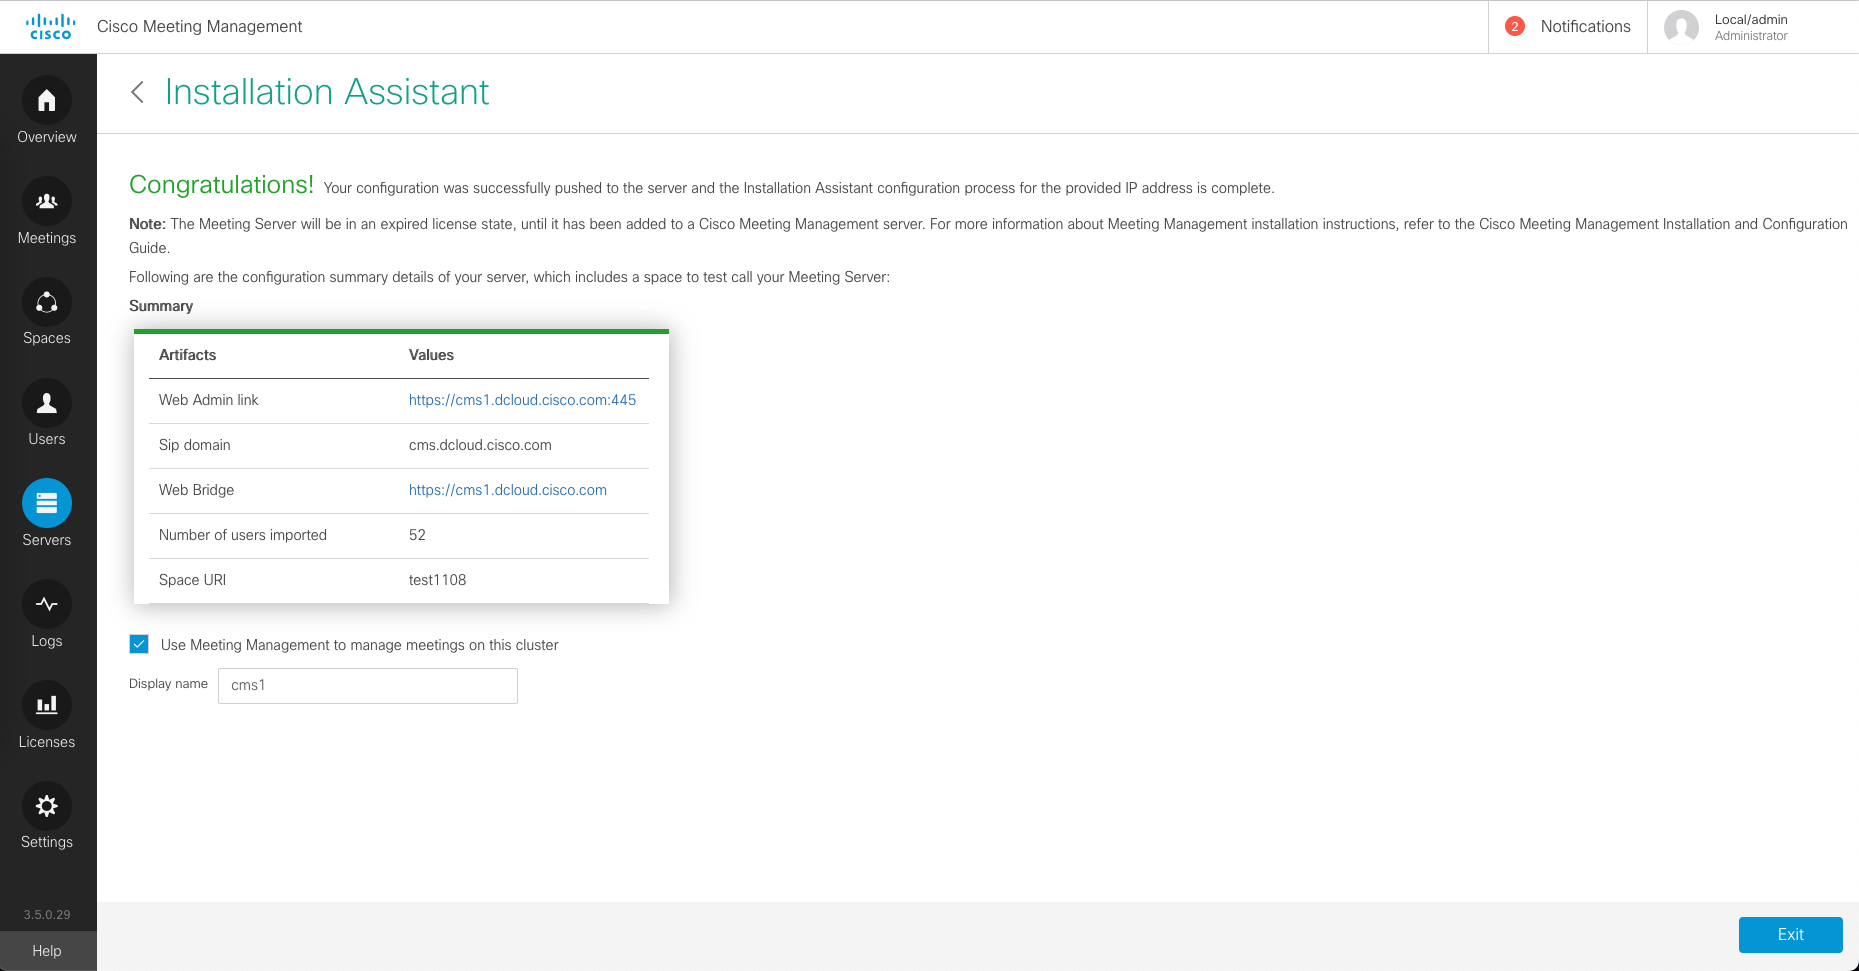 CISCO
Cisco Meeting Management
2
Notifications
Local/admin
Administrator
Installation Assistant
Overview
Meetings
Spaces
Users
Servers
Logs
Licenses
Settings
3.5.0.29
Help
Congratulations! Your configuration was successfully pushed to the server and the Installation Assistant configuration process for the provided IP address is complete.
Note: The Meeting Server will be in an expired license state, until it has been added to a Cisco Meeting Management server. For more information about Meeting Management installation instructions, refer to the Cisco Meeting Management Installation and Configuration
Guide.
Following are the configuration summary details of your server, which includes a space to test call your Meeting Server:
Summary
Artifacts Values
Web Admin link https://cms1.dcloud.cisco.com:445
Sip domain cms.dcloud.cisco.com
Web Bridge https://cms1.dcloud.cisco.com
Number of users imported 52
Space URI test1108
Use Meeting Management to manage meetings on this cluster
Display name cms1
Exit